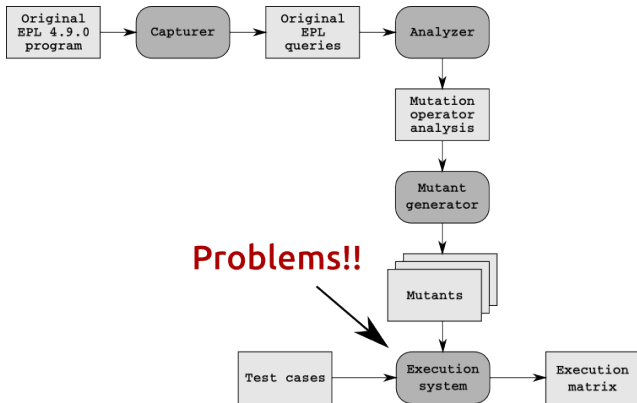 Original
EPL 4.9.0
program
Capturer
Original
EPL
queries
Analyzer
Mutation
operator
analysis
Mutant
generator
Problems!!
Mutants
Test cases
Execution
system
Execution
matrix